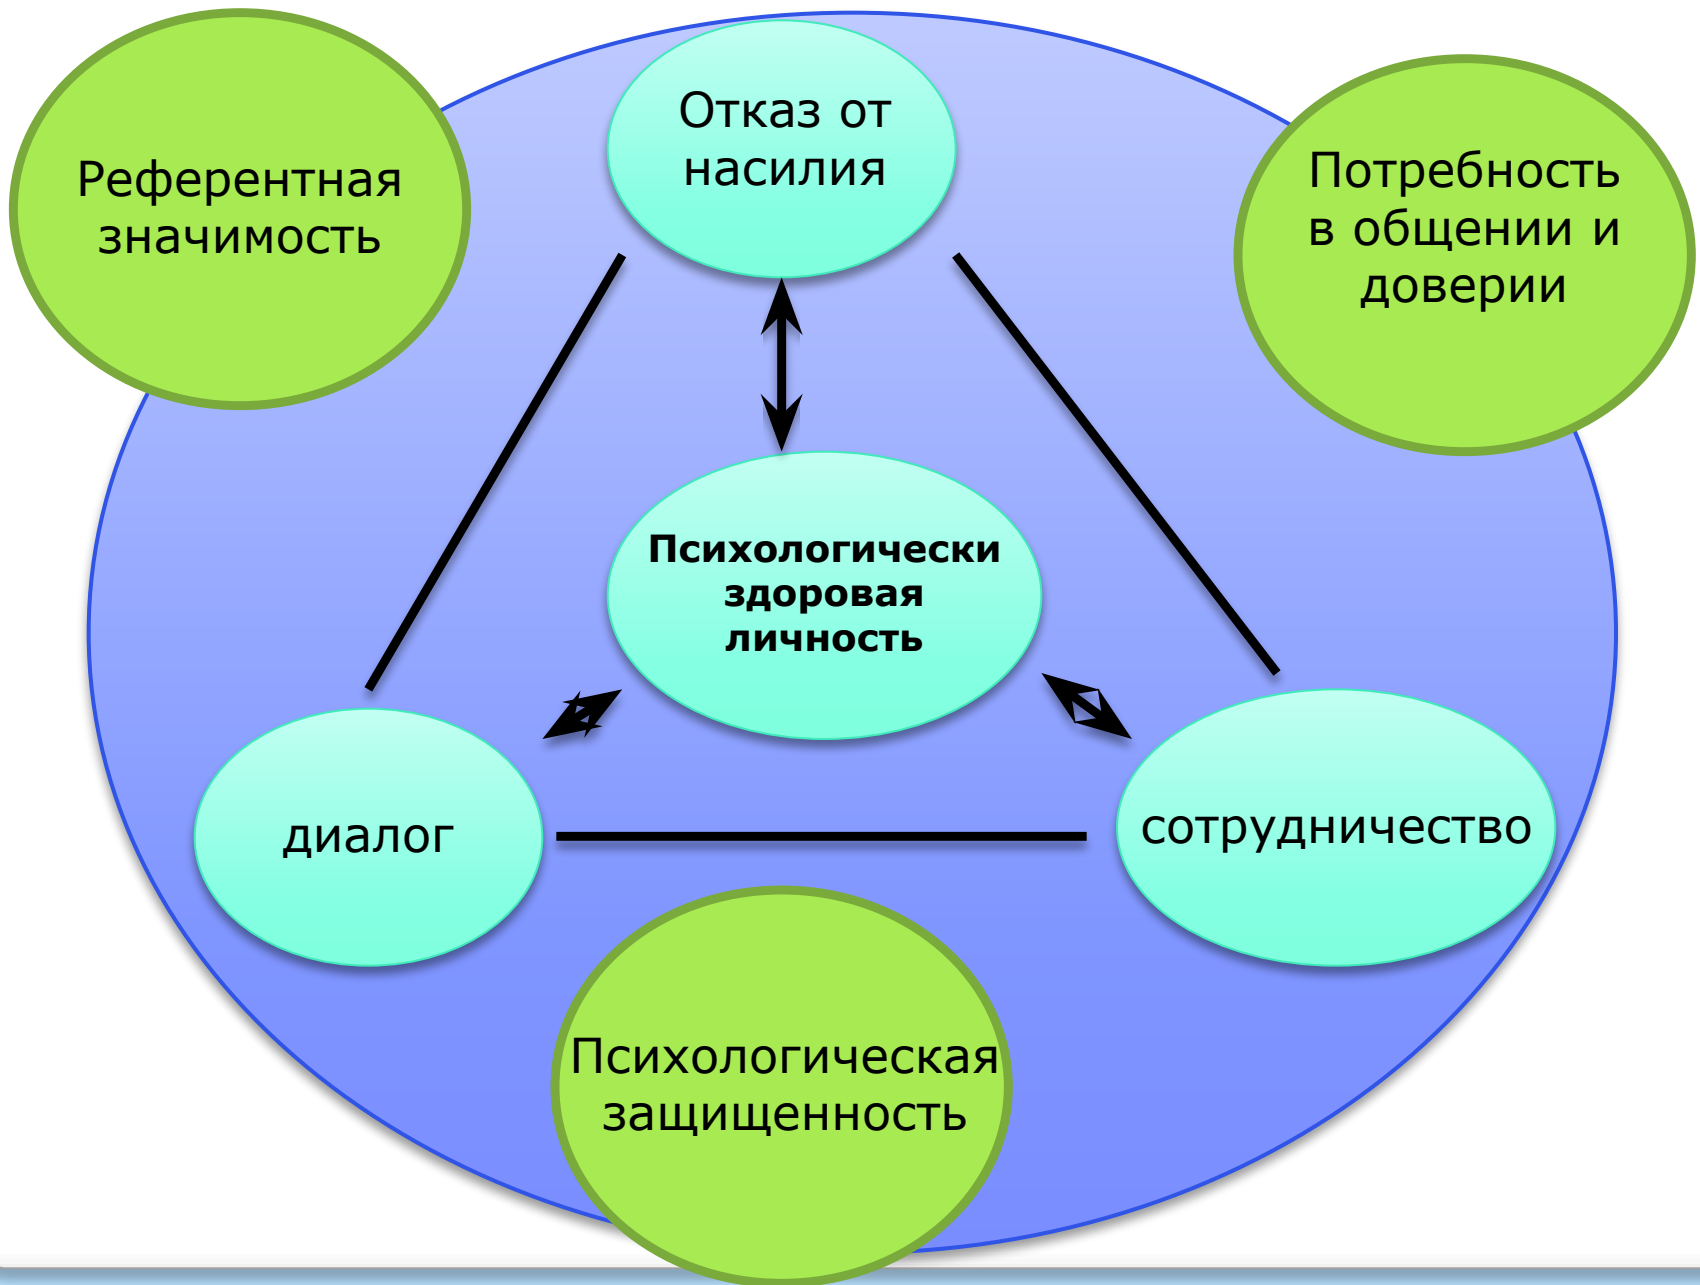 Отказ от
насилия
Референтная
значимость
Потребность
в общении и
доверии
Психологически
здоровая
личность
диалог
сотрудничество
Психологическая
защищенность